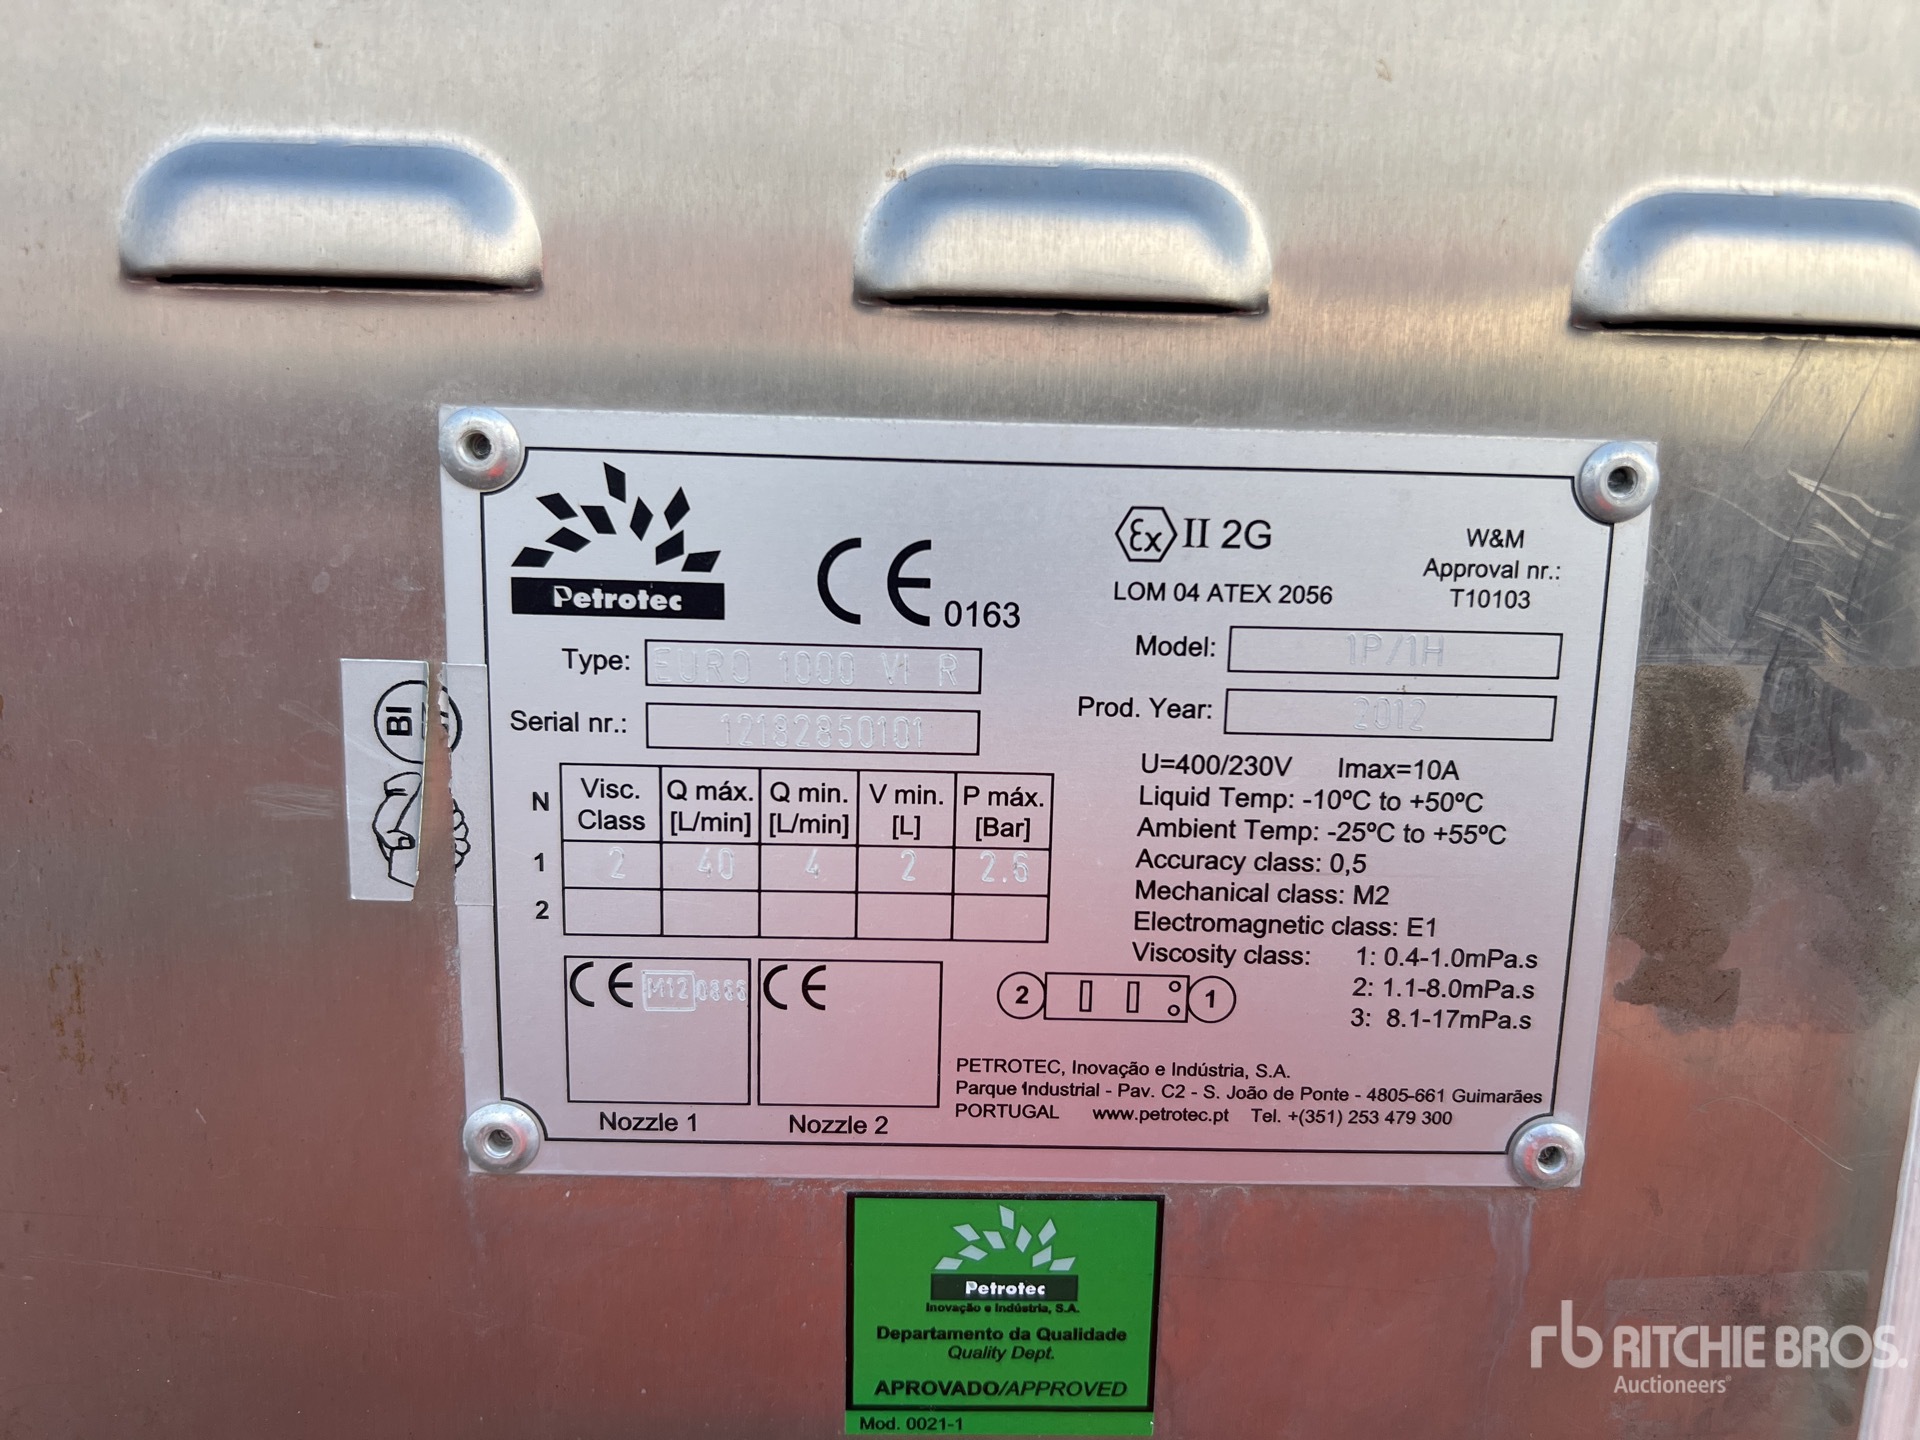 Petrotec
CE 0163
Ex II 2G
LOM 04 ATEX 2056
W&M
Approval nr.:
T10103
Type: EURO 1000 VI R
Model: 1P/1H
Serial nr.: 12182850101
Prod. Year: 2012
N Visc. Class Q máx. [L/min] Q min. [L/min] V min. [L] P máx. [Bar]
1 2 40 4 2 2.6
2
U=400/230V Imax=10A
Liquid Temp: -10ºC to +50ºC
Ambient Temp: -25ºC to +55ºC
Accuracy class: 0,5
Mechanical class: M2
Electromagnetic class: E1
Viscosity class: 1: 0.4-1.0mPa.s
2: 1.1-8.0mPa.s
3: 8.1-17mPa.s
CE M12
Nozzle 1
CE
Nozzle 2
2 1
PETROTEC, Inovação e Indústria, S.A.
Parque Industrial - Pav. C2 - S. João de Ponte - 4805-661 Guimarães
PORTUGAL www.petrotec.pt Tel. +(351) 253 479 300
BI
Petrotec
Inovação e Indústria, S.A.
Departamento da Qualidade
Quality Dept.
APROVADO/APPROVED
Mod. 0021-1
rb RITCHIE BROS.
Auctioneers